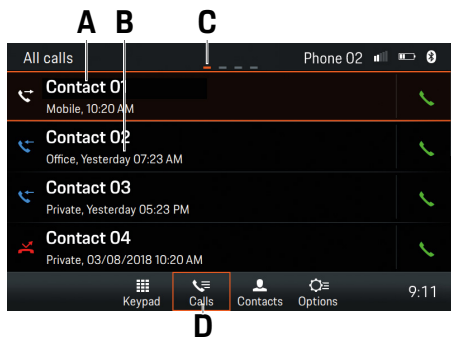 A B C
All calls Phone 02
Contact 01
Mobile, 10:20 AM
Contact 02
Office, Yesterday 07:23 AM
Contact 03
Private, Yesterday 05:23 PM
Contact 04
Private, 03/08/2018 10:20 AM
Keypad Calls Contacts Options 9:11
D